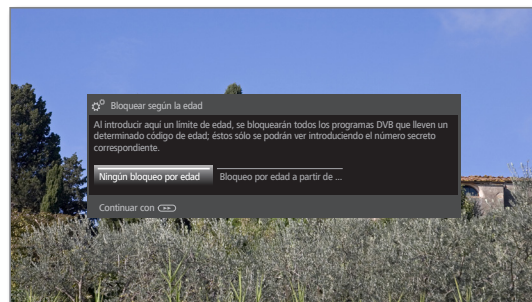 Bloquear según la edad
Al introducir aquí un límite de edad, se bloquearán todos los programas DVB que lleven un
determinado código de edad; éstos sólo se podrán ver introduciendo el número secreto
correspondiente.
Ningún bloqueo por edad Bloqueo por edad a partir de ...
Continuar con